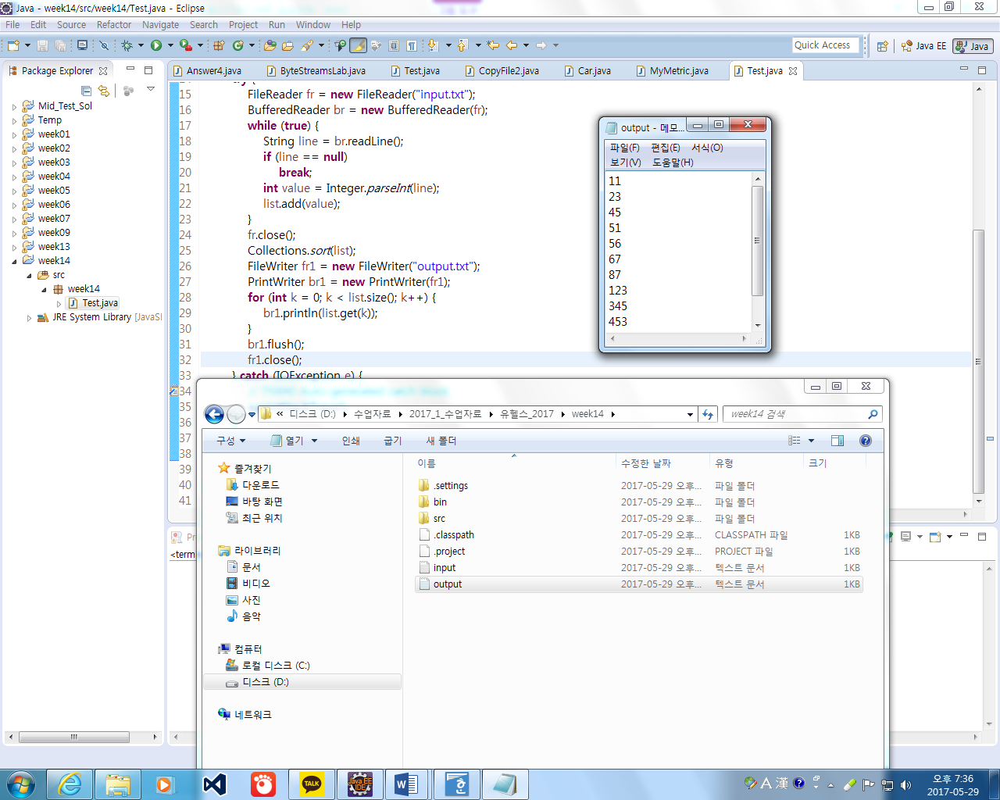 Java - week14/src/week14/Test.java - Eclipse
File Edit Source Refactor Navigate Search Project Run Window Help
Quick Access
Java EE
Java
Package Explorer
Mid_Test_Sol
Temp
week01
week02
week03
week04
week05
week06
week07
week09
week13
week14
src
week14
Test.java
JRE System Library [JavaSI
Answer4.java ByteStreamsLab.java Test.java CopyFile2.java Car.java MyMetric.java Test.java
15 FileReader fr = new FileReader("input.txt");
16 BufferedReader br = new BufferedReader(fr);
17 while (true) {
18 String line = br.readLine();
19 if (line == null)
20 break;
21 int value = Integer.parseInt(line);
22 list.add(value);
23 }
24 fr.close();
25 Collections.sort(list);
26 FileWriter fr1 = new FileWriter("output.txt");
27 PrintWriter br1 = new PrintWriter(fr1);
28 for (int k = 0; k < list.size(); k++) {
29 br1.println(list.get(k));
30 }
31 br1.flush();
32 fr1.close();
33 } catch (IOException e) {
34
35
36
37
38
39
40
41
<term
output - 메모...
파일(F) 편집(E) 서식(O)
보기(V) 도움말(H)
11
23
45
51
56
67
87
123
345
453
« 디스크 (D:) 수업자료 2017_1_수업자료 유헬스_2017 week14
week14 검색
구성 열기 인쇄 굽기 새 폴더
즐겨찾기
다운로드
바탕 화면
최근 위치
라이브러리
문서
비디오
사진
음악
컴퓨터
로컬 디스크 (C:)
디스크 (D:)
네트워크
이름 수정한 날짜 유형 크기
.settings 2017-05-29 오후... 파일 폴더
bin 2017-05-29 오후... 파일 폴더
src 2017-05-29 오후... 파일 폴더
.classpath 2017-05-29 오후... CLASSPATH 파일 1KB
.project 2017-05-29 오후... PROJECT 파일 1KB
input 2017-05-29 오후... 텍스트 문서 1KB
output 2017-05-29 오후... 텍스트 문서 1KB
TALK
Java EE
IDE
A 漢
오후 7:36
2017-05-29